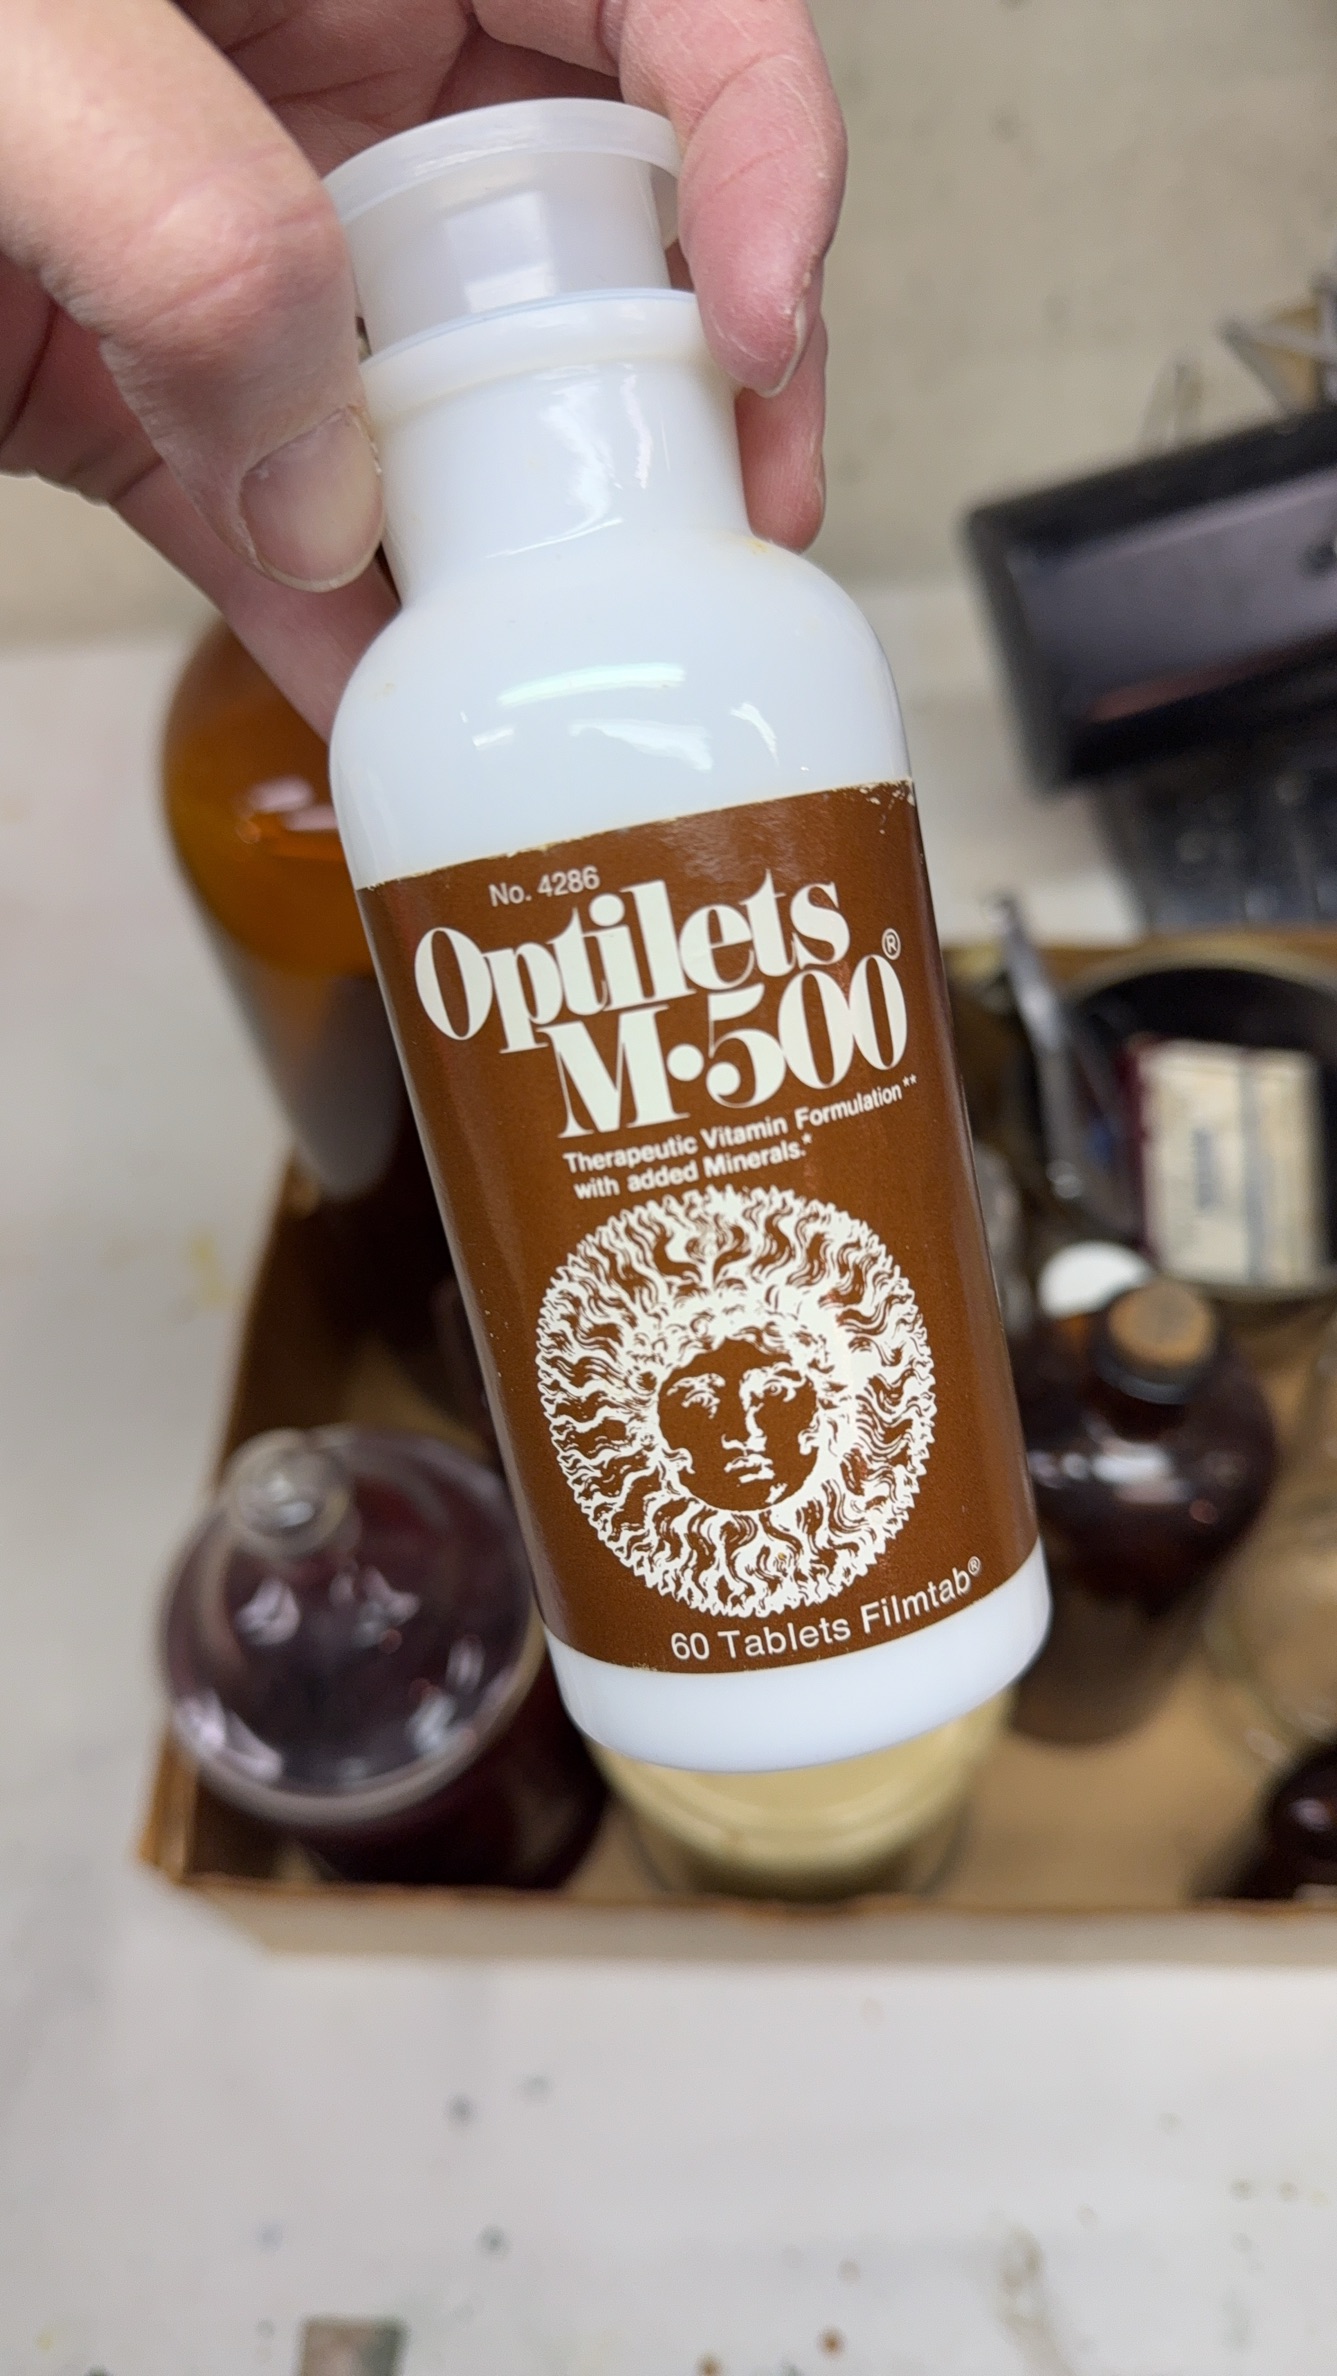 No. 4286
Optilets
M•500®
Therapeutic Vitamin Formulation**
with added Minerals.*
60 Tablets Filmtab®